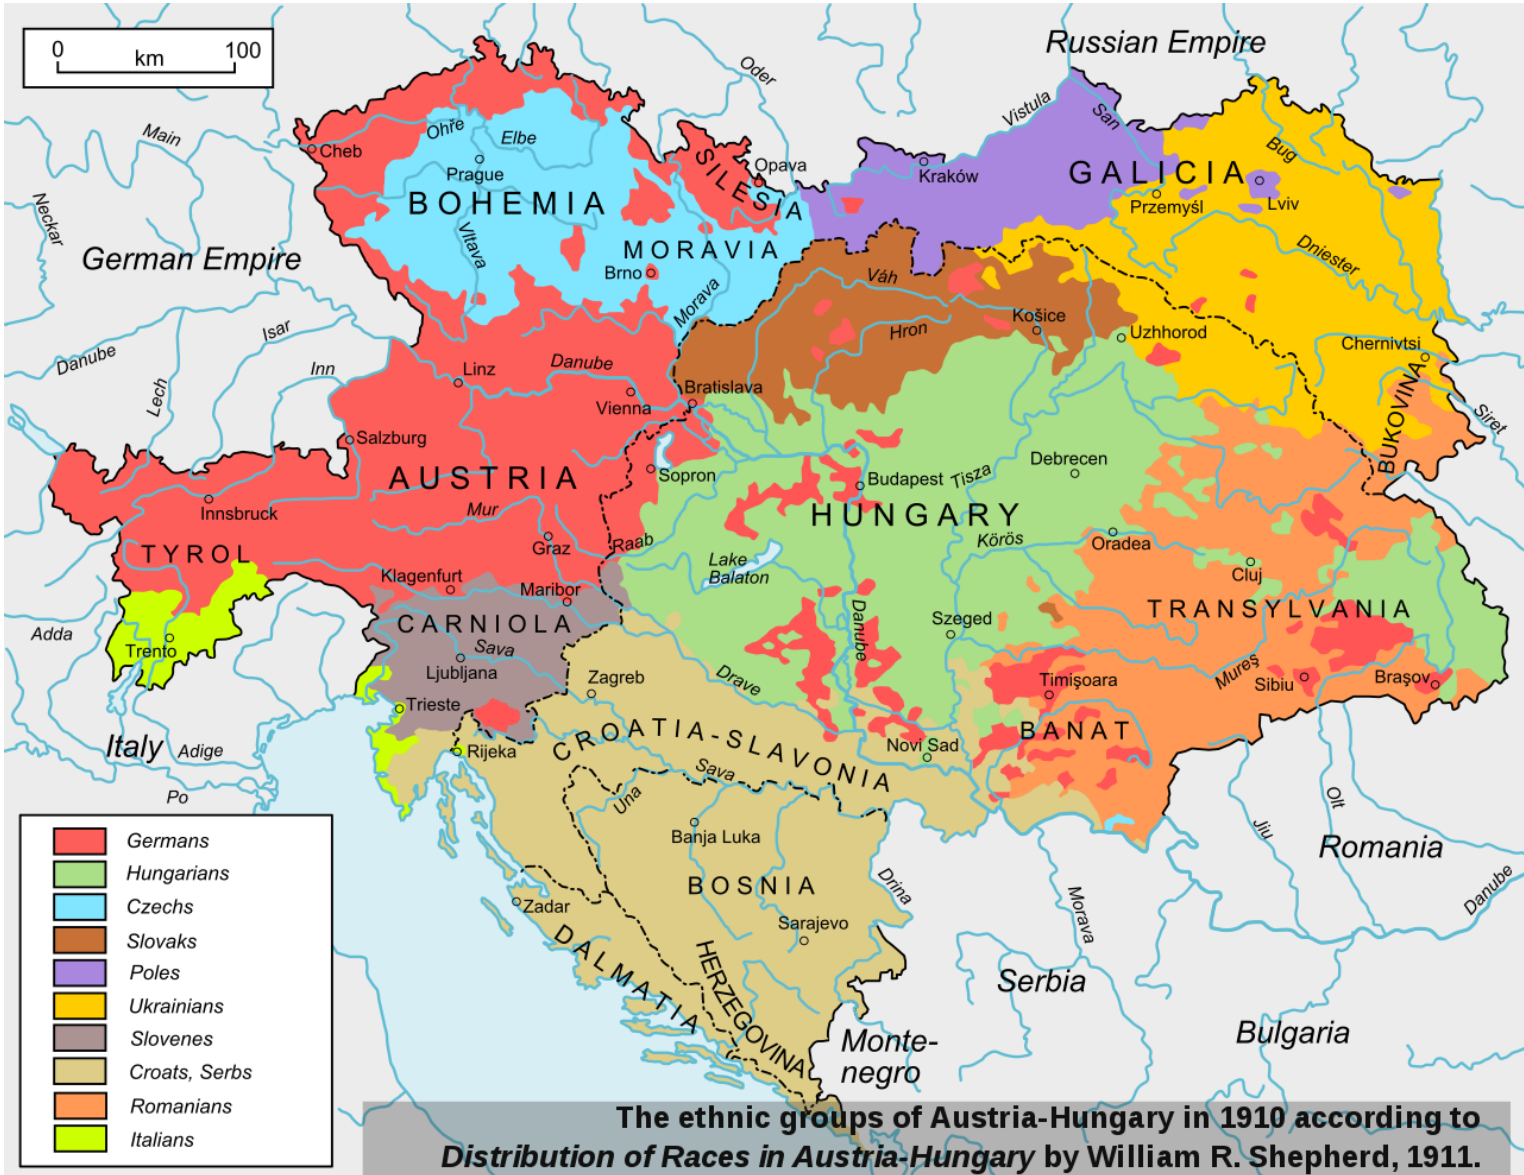 0 100
km
Russian Empire
Oder
Vistula
San
Main
Cheb
Ohře
Elbe
Prague
Opava
SILESIA
Kraków
GALICIA
Bug
Przemyśl
Lviv
Neckar
BOHEMIA
Vltava
MORAVIA
German Empire
Brno
Morava
Váh
Dniester
Danube
Isar
Inn
Lech
Linz
Danube
Vienna
Hron
Košice
Uzhhorod
Chernivtsi
Bratislava
BUKOVINA
Siret
Salzburg
AUSTRIA
Sopron
Budapest
Tisza
Debrecen
Innsbruck
Mur
HUNGARY
TYROL
Graz
Raab
Lake
Balaton
Körös
Oradea
Cluj
Klagenfurt
Maribor
CARNIOLA
Danube
Szeged
TRANSYLVANIA
Adda
Trento
Sava
Ljubljana
Zagreb
Drave
Timişoara
Mureş
Sibiu
Braşov
Trieste
Italy
Adige
Rijeka
CROATIA-SLAVONIA
Novi Sad
BANAT
Po
Sava
Una
Banja Luka
Olt
Jiu
Romania
BOSNIA
Drina
Danube
Zadar
Sarajevo
Morava
DALMATIA
HERZEGOVINA
Serbia
Bulgaria
Monte-
negro
Germans
Hungarians
Czechs
Slovaks
Poles
Ukrainians
Slovenes
Croats, Serbs
Romanians
Italians
The ethnic groups of Austria-Hungary in 1910 according to
Distribution of Races in Austria-Hungary by William R. Shepherd, 1911.